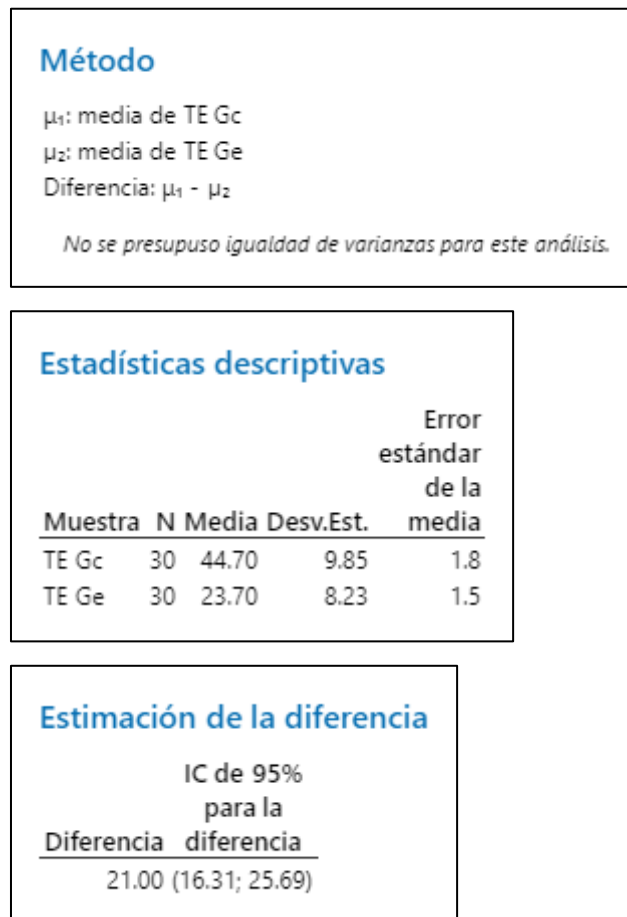 Método
μ₁: media de TE Gc
μ₂: media de TE Ge
Diferencia: μ₁ - μ₂
No se presupuso igualdad de varianzas para este análisis.
Estadísticas descriptivas
Error
estándar
de la
Muestra N Media Desv.Est. media
TE Gc 30 44.70 9.85 1.8
TE Ge 30 23.70 8.23 1.5
Estimación de la diferencia
IC de 95%
para la
Diferencia diferencia
21.00 (16.31; 25.69)